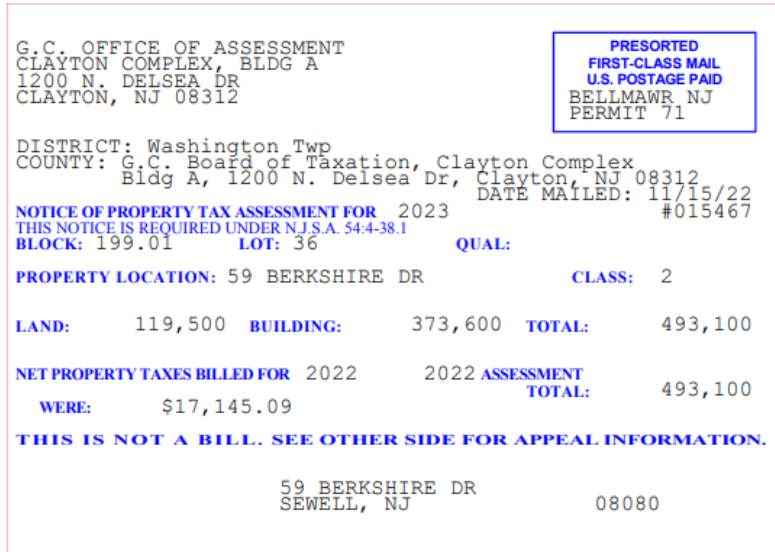 G.C. OFFICE OF ASSESSMENT
CLAYTON COMPLEX, BLDG A
1200 N. DELSEA DR
CLAYTON, NJ 08312
PRESORTED
FIRST-CLASS MAIL
U.S. POSTAGE PAID
BELLMAWR NJ
PERMIT 71
DISTRICT: Washington Twp
COUNTY: G.C. Board of Taxation, Clayton Complex
Bldg A, 1200 N. Delsea Dr, Clayton, NJ 08312
DATE MAILED: 11/15/22
NOTICE OF PROPERTY TAX ASSESSMENT FOR 2023 #015467
THIS NOTICE IS REQUIRED UNDER N.J.S.A. 54:4-38.1
BLOCK: 199.01 LOT: 36 QUAL:
PROPERTY LOCATION: 59 BERKSHIRE DR CLASS: 2
LAND: 119,500 BUILDING: 373,600 TOTAL: 493,100
NET PROPERTY TAXES BILLED FOR 2022 2022 ASSESSMENT
TOTAL: 493,100
WERE: $17,145.09
THIS IS NOT A BILL. SEE OTHER SIDE FOR APPEAL INFORMATION.
59 BERKSHIRE DR
SEWELL, NJ 08080